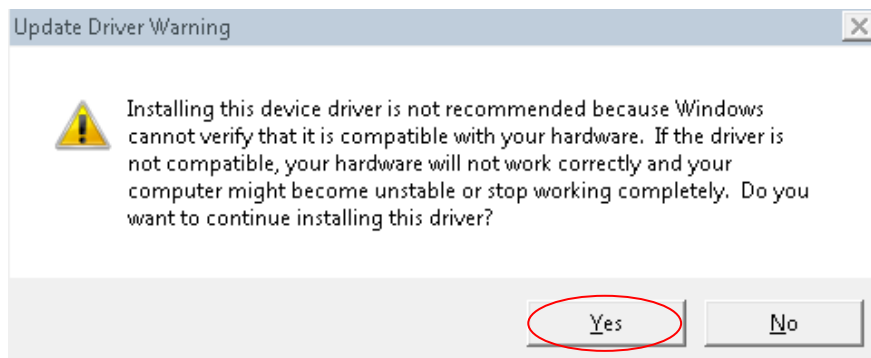 Update Driver Warning
Installing this device driver is not recommended because Windows
cannot verify that it is compatible with your hardware.  If the driver is
not compatible, your hardware will not work correctly and your
computer might become unstable or stop working completely.  Do you
want to continue installing this driver?
Yes No